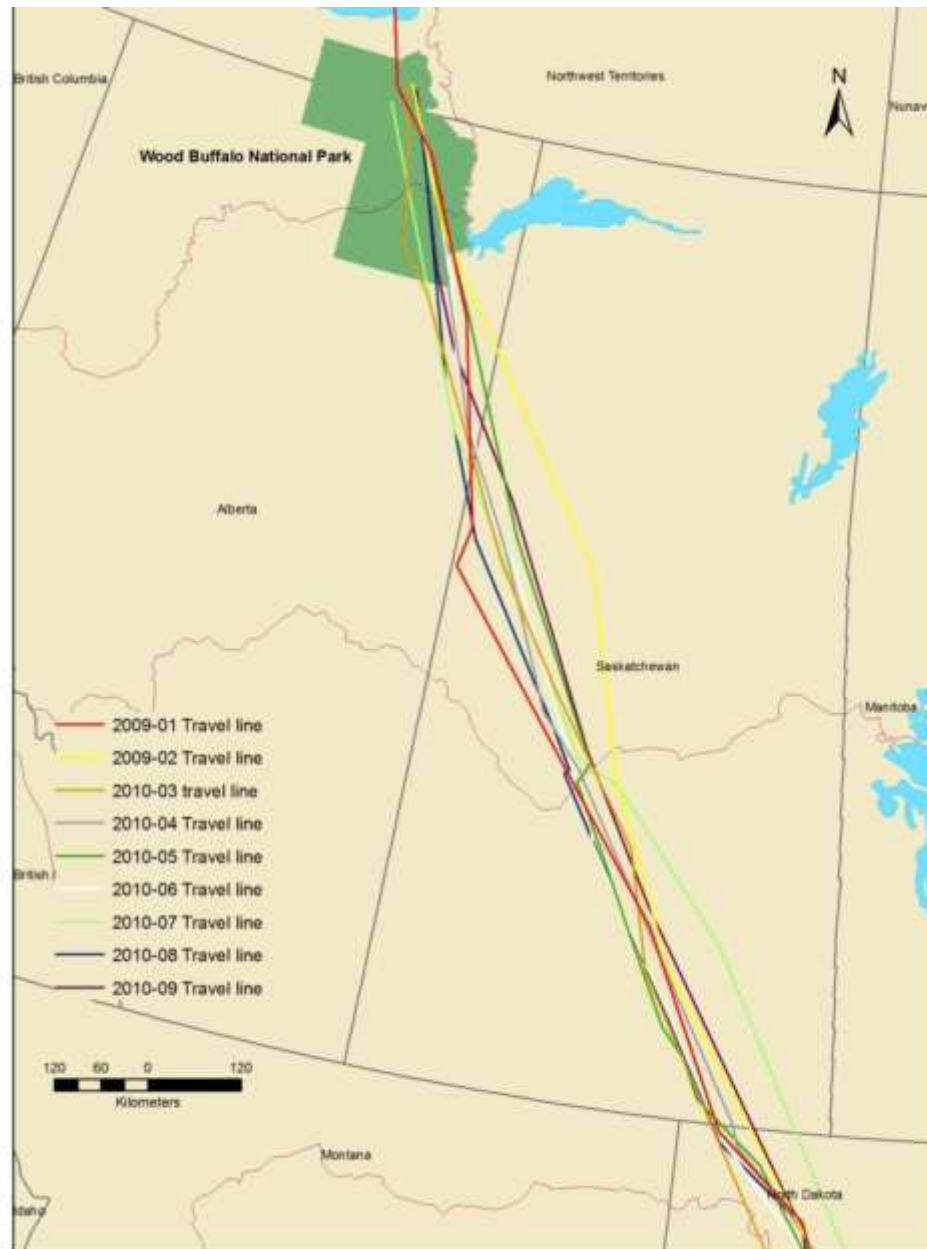 British Columbia
Northwest Territories
N
Nunav
Wood Buffalo National Park
Alberta
Saskatchewan
Manitoba
2009-01 Travel line
2009-02 Travel line
2010-03 travel line
2010-04 Travel line
2010-05 Travel line
British
2010-06 Travel line
2010-07 Travel line
2010-08 Travel line
2010-09 Travel line
120 60 0 120
Kilometers
Montana
North Dakota
Idaho